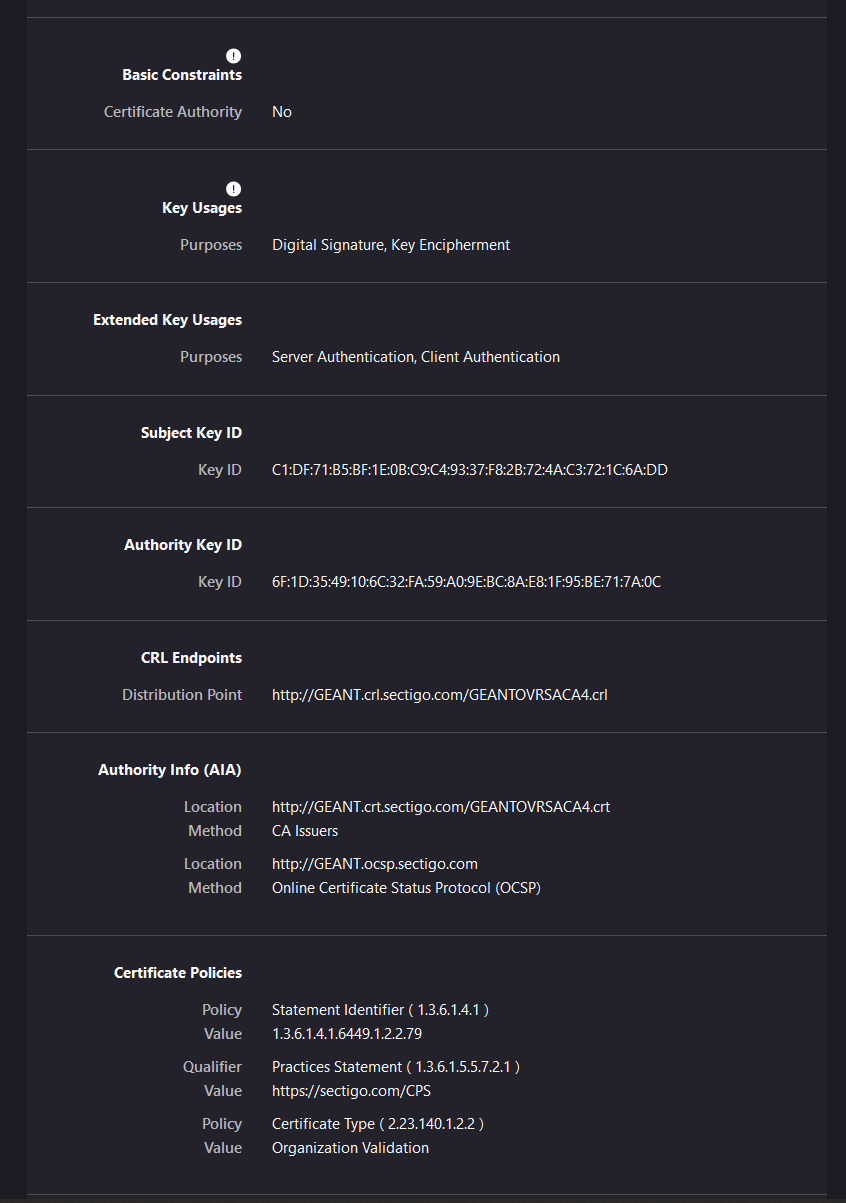 Basic Constraints
Certificate Authority No
Key Usages
Purposes Digital Signature, Key Encipherment
Extended Key Usages
Purposes Server Authentication, Client Authentication
Subject Key ID
Key ID C1:DF:71:B5:BF:1E:0B:C9:C4:93:37:F8:2B:72:4A:C3:72:1C:6A:DD
Authority Key ID
Key ID 6F:1D:35:49:10:6C:32:FA:59:A0:9E:BC:8A:E8:1F:95:BE:71:7A:0C
CRL Endpoints
Distribution Point http://GEANT.crl.sectigo.com/GEANTOVRSACA4.crl
Authority Info (AIA)
Location http://GEANT.crt.sectigo.com/GEANTOVRSACA4.crt
Method CA Issuers
Location http://GEANT.ocsp.sectigo.com
Method Online Certificate Status Protocol (OCSP)
Certificate Policies
Policy Statement Identifier ( 1.3.6.1.4.1 )
Value 1.3.6.1.4.1.6449.1.2.2.79
Qualifier Practices Statement ( 1.3.6.1.5.5.7.2.1 )
Value https://sectigo.com/CPS
Policy Certificate Type ( 2.23.140.1.2.2 )
Value Organization Validation